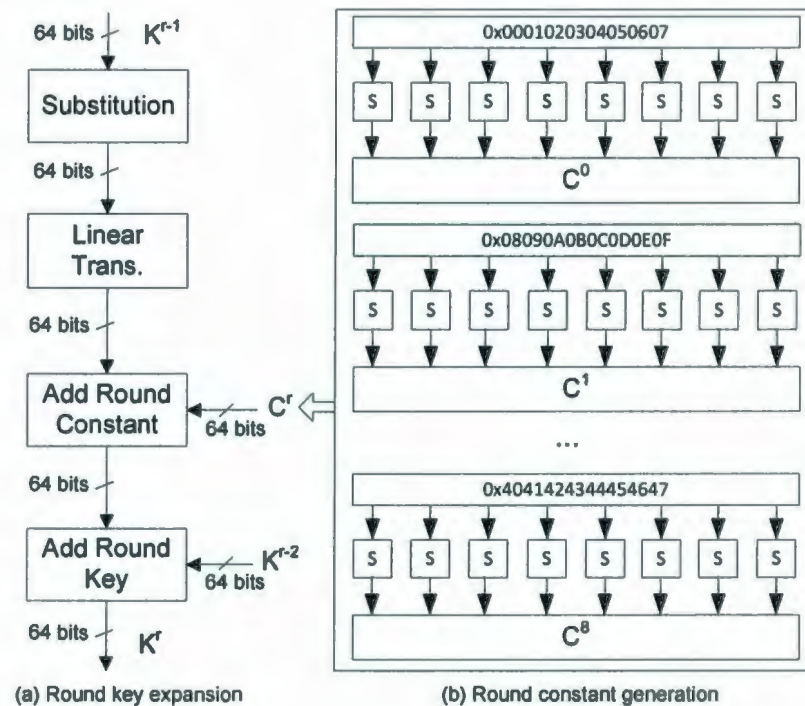 64 bits K^r-1
Substitution
64 bits
Linear
Trans.
64 bits
Add Round
Constant
C^r
64 bits
64 bits
Add Round
Key
K^r-2
64 bits
64 bits K^r
(a) Round key expansion
0x0001020304050607
S S S S S S S S
C^0
0x08090A0B0C0D0E0F
S S S S S S S S
C^1
...
0x4041424344454647
S S S S S S S S
C^8
(b) Round constant generation